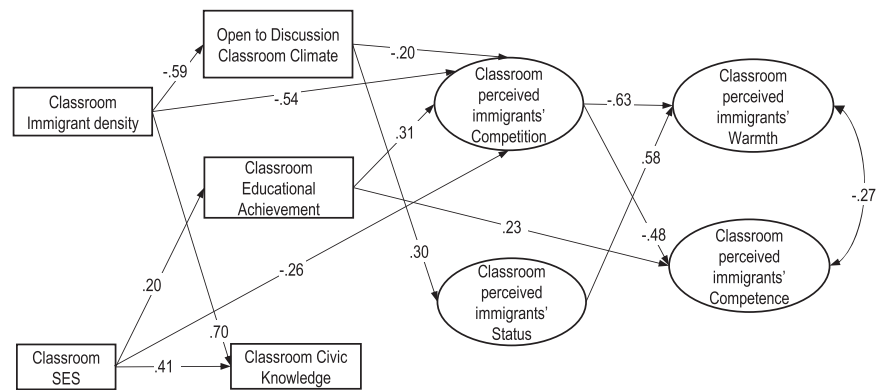 Open to Discussion
Classroom Climate
-.20
Classroom
perceived
immigrants'
Competition
Classroom
perceived
immigrants'
Warmth
-.59
-.54
-.63
Classroom
Immigrant density
.31
.58
Classroom
Educational
Achievement
-.27
.23
-.48
Classroom
perceived
immigrants'
Competence
.30
-.26
Classroom
perceived
immigrants'
Status
.20
.70
Classroom
SES
.41
Classroom Civic
Knowledge